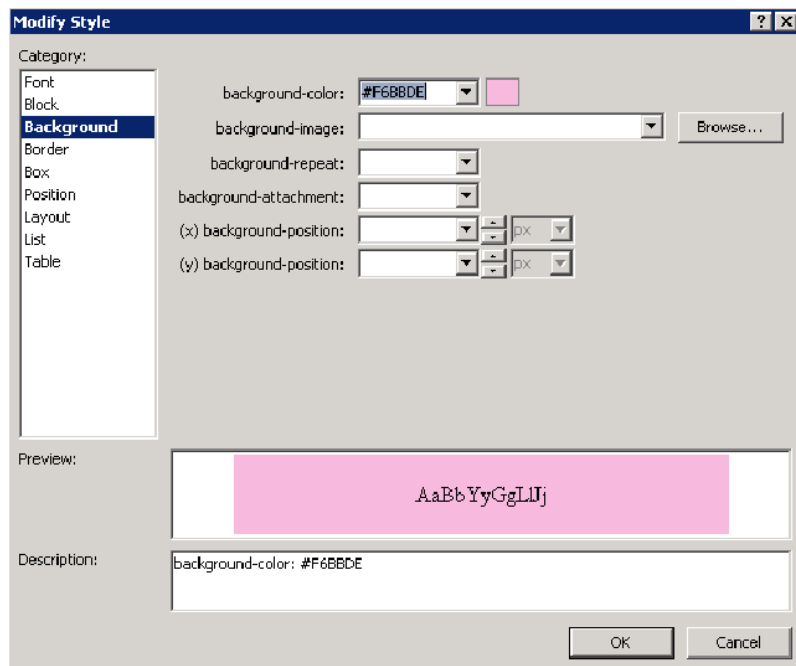 Modify Style
Category:
Font
Block
Background
Border
Box
Position
Layout
List
Table
background-color: #F6BBDE
background-image: Browse...
background-repeat:
background-attachment:
(x) background-position: px
(y) background-position: px
Preview:
AaBbYyGgLlJj
Description:
background-color: #F6BBDE
OK Cancel